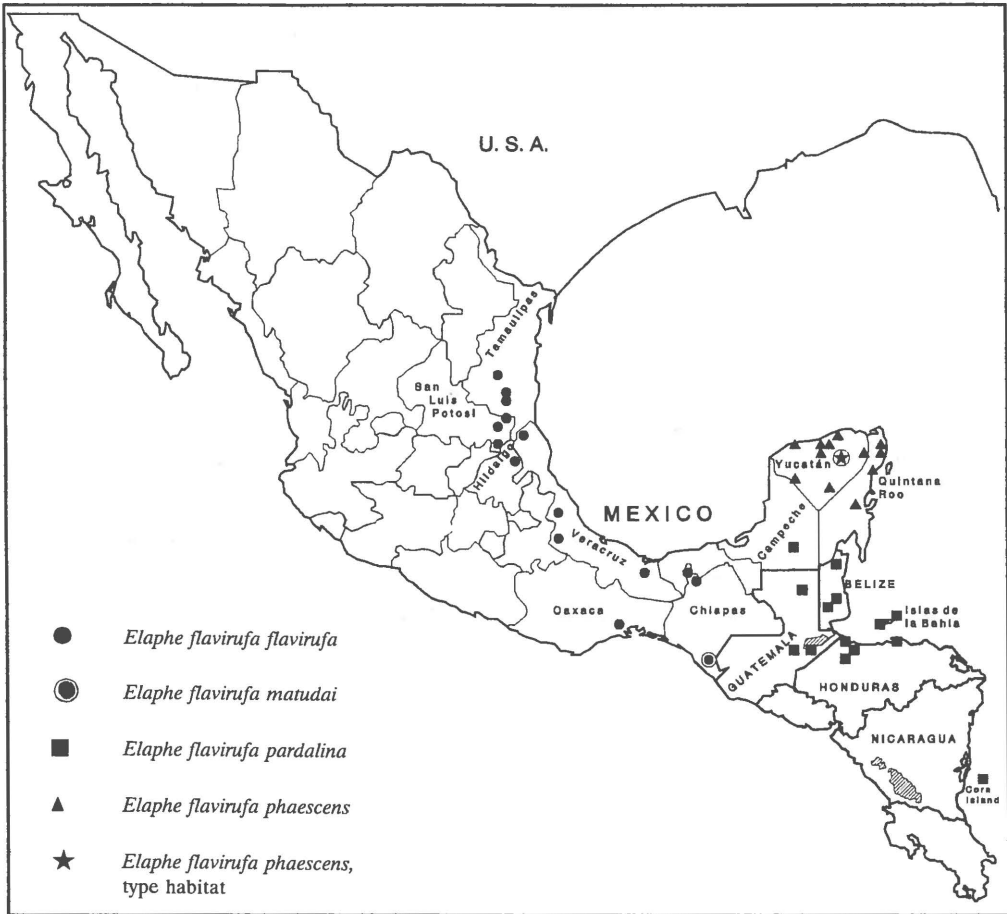 U. S. A.
Tamaulipas
San
Luis
Potosí
Hildalgo
Yucatán
Quintana
Roo
MEXICO
Campeche
Veracruz
BELIZE
Oaxaca
Chiapas
Islas de
la Bahia
GUATEMALA
HONDURAS
NICARAGUA
Corn
Island
Elaphe flavirufa flavirufa
Elaphe flavirufa matudai
Elaphe flavirufa pardalina
Elaphe flavirufa phaescens
Elaphe flavirufa phaescens,
type habitat